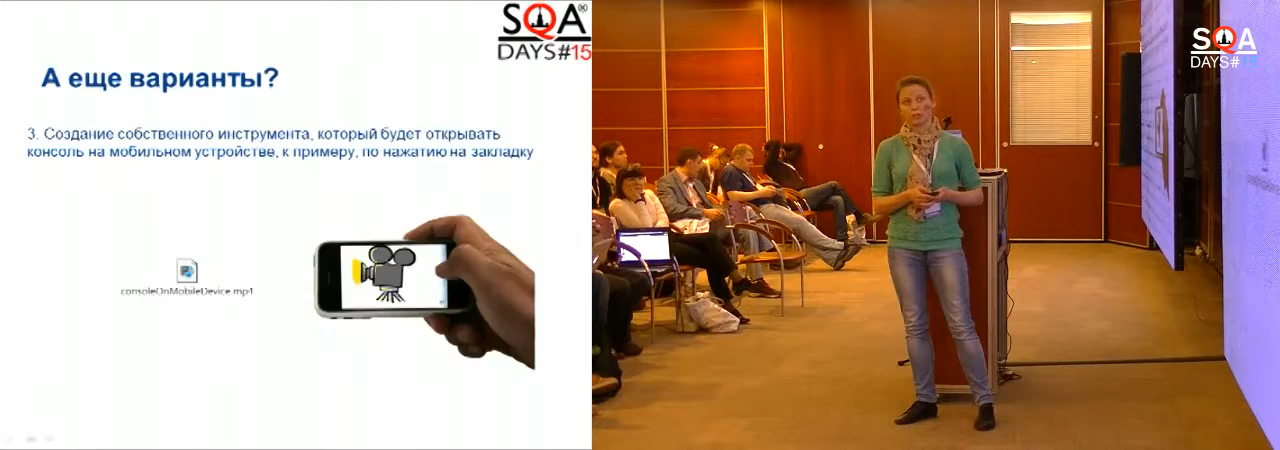 SQA®
DAYS#15
А еще варианты?
3. Создание собственного инструмента, который будет открывать
консоль на мобильном устройстве, к примеру, по нажатию на закладку
consoleOnMobileDevice.mp4
SQA
DAYS#15